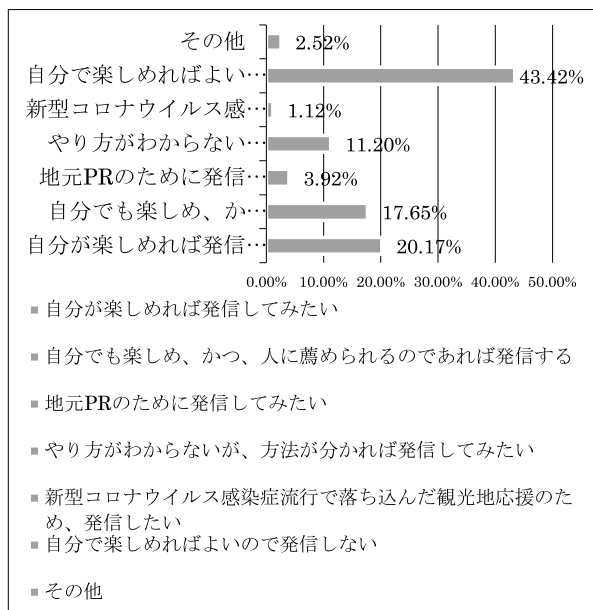 その他
2.52%
自分で楽しめればよい…
43.42%
新型コロナウイルス感…
1.12%
やり方がわからない…
11.20%
地元PRのために発信…
3.92%
自分でも楽しめ、か…
17.65%
自分が楽しめれば発信…
20.17%
0.00% 10.00% 20.00% 30.00% 40.00% 50.00%
自分が楽しめれば発信してみたい
自分でも楽しめ、かつ、人に薦められるのであれば発信する
地元PRのために発信してみたい
やり方がわからないが、方法が分かれば発信してみたい
新型コロナウイルス感染症流行で落ち込んだ観光地応援のた
め、発信したい
自分で楽しめればよいので発信しない
その他